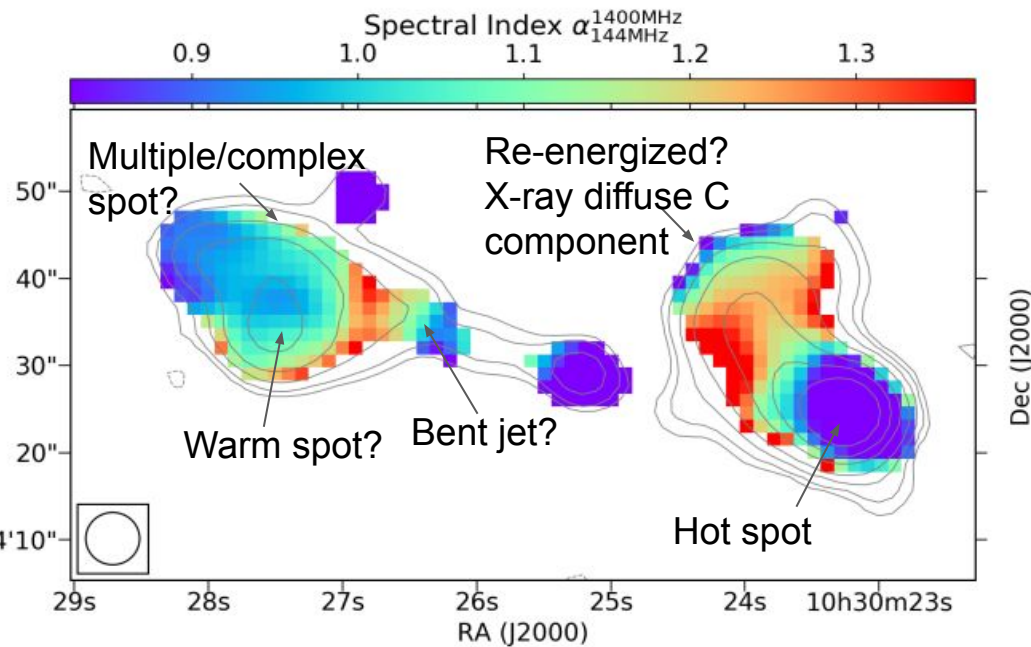 Spectral Index α^{1400MHz}_{144MHz}
0.9 1.0 1.1 1.2 1.3
Multiple/complex
spot?
Re-energized?
X-ray diffuse C
component
50"
40"
30"
20"
4'10"
Warm spot?
Bent jet?
Hot spot
Dec (J2000)
29s 28s 27s 26s 25s 24s 10h30m23s
RA (J2000)